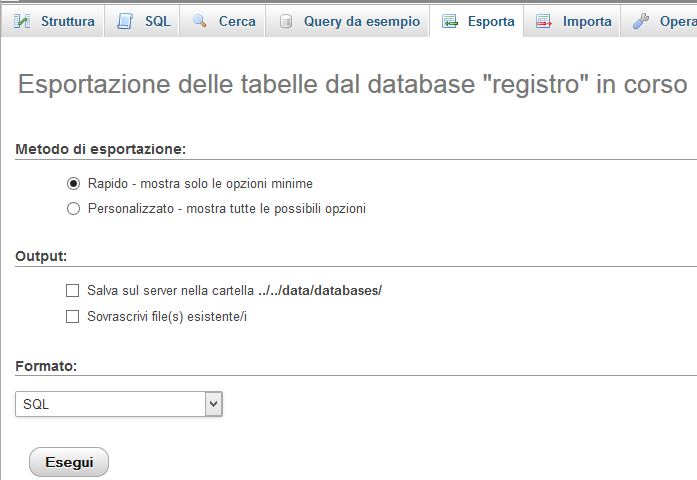 Struttura SQL Cerca Query da esempio Esporta Importa Opera
Esportazione delle tabelle dal database "registro" in corso
Metodo di esportazione:
Rapido - mostra solo le opzioni minime
Personalizzato - mostra tutte le possibili opzioni
Output:
Salva sul server nella cartella ../../data/databases/
Sovrascrivi file(s) esistente/i
Formato:
SQL
Esegui